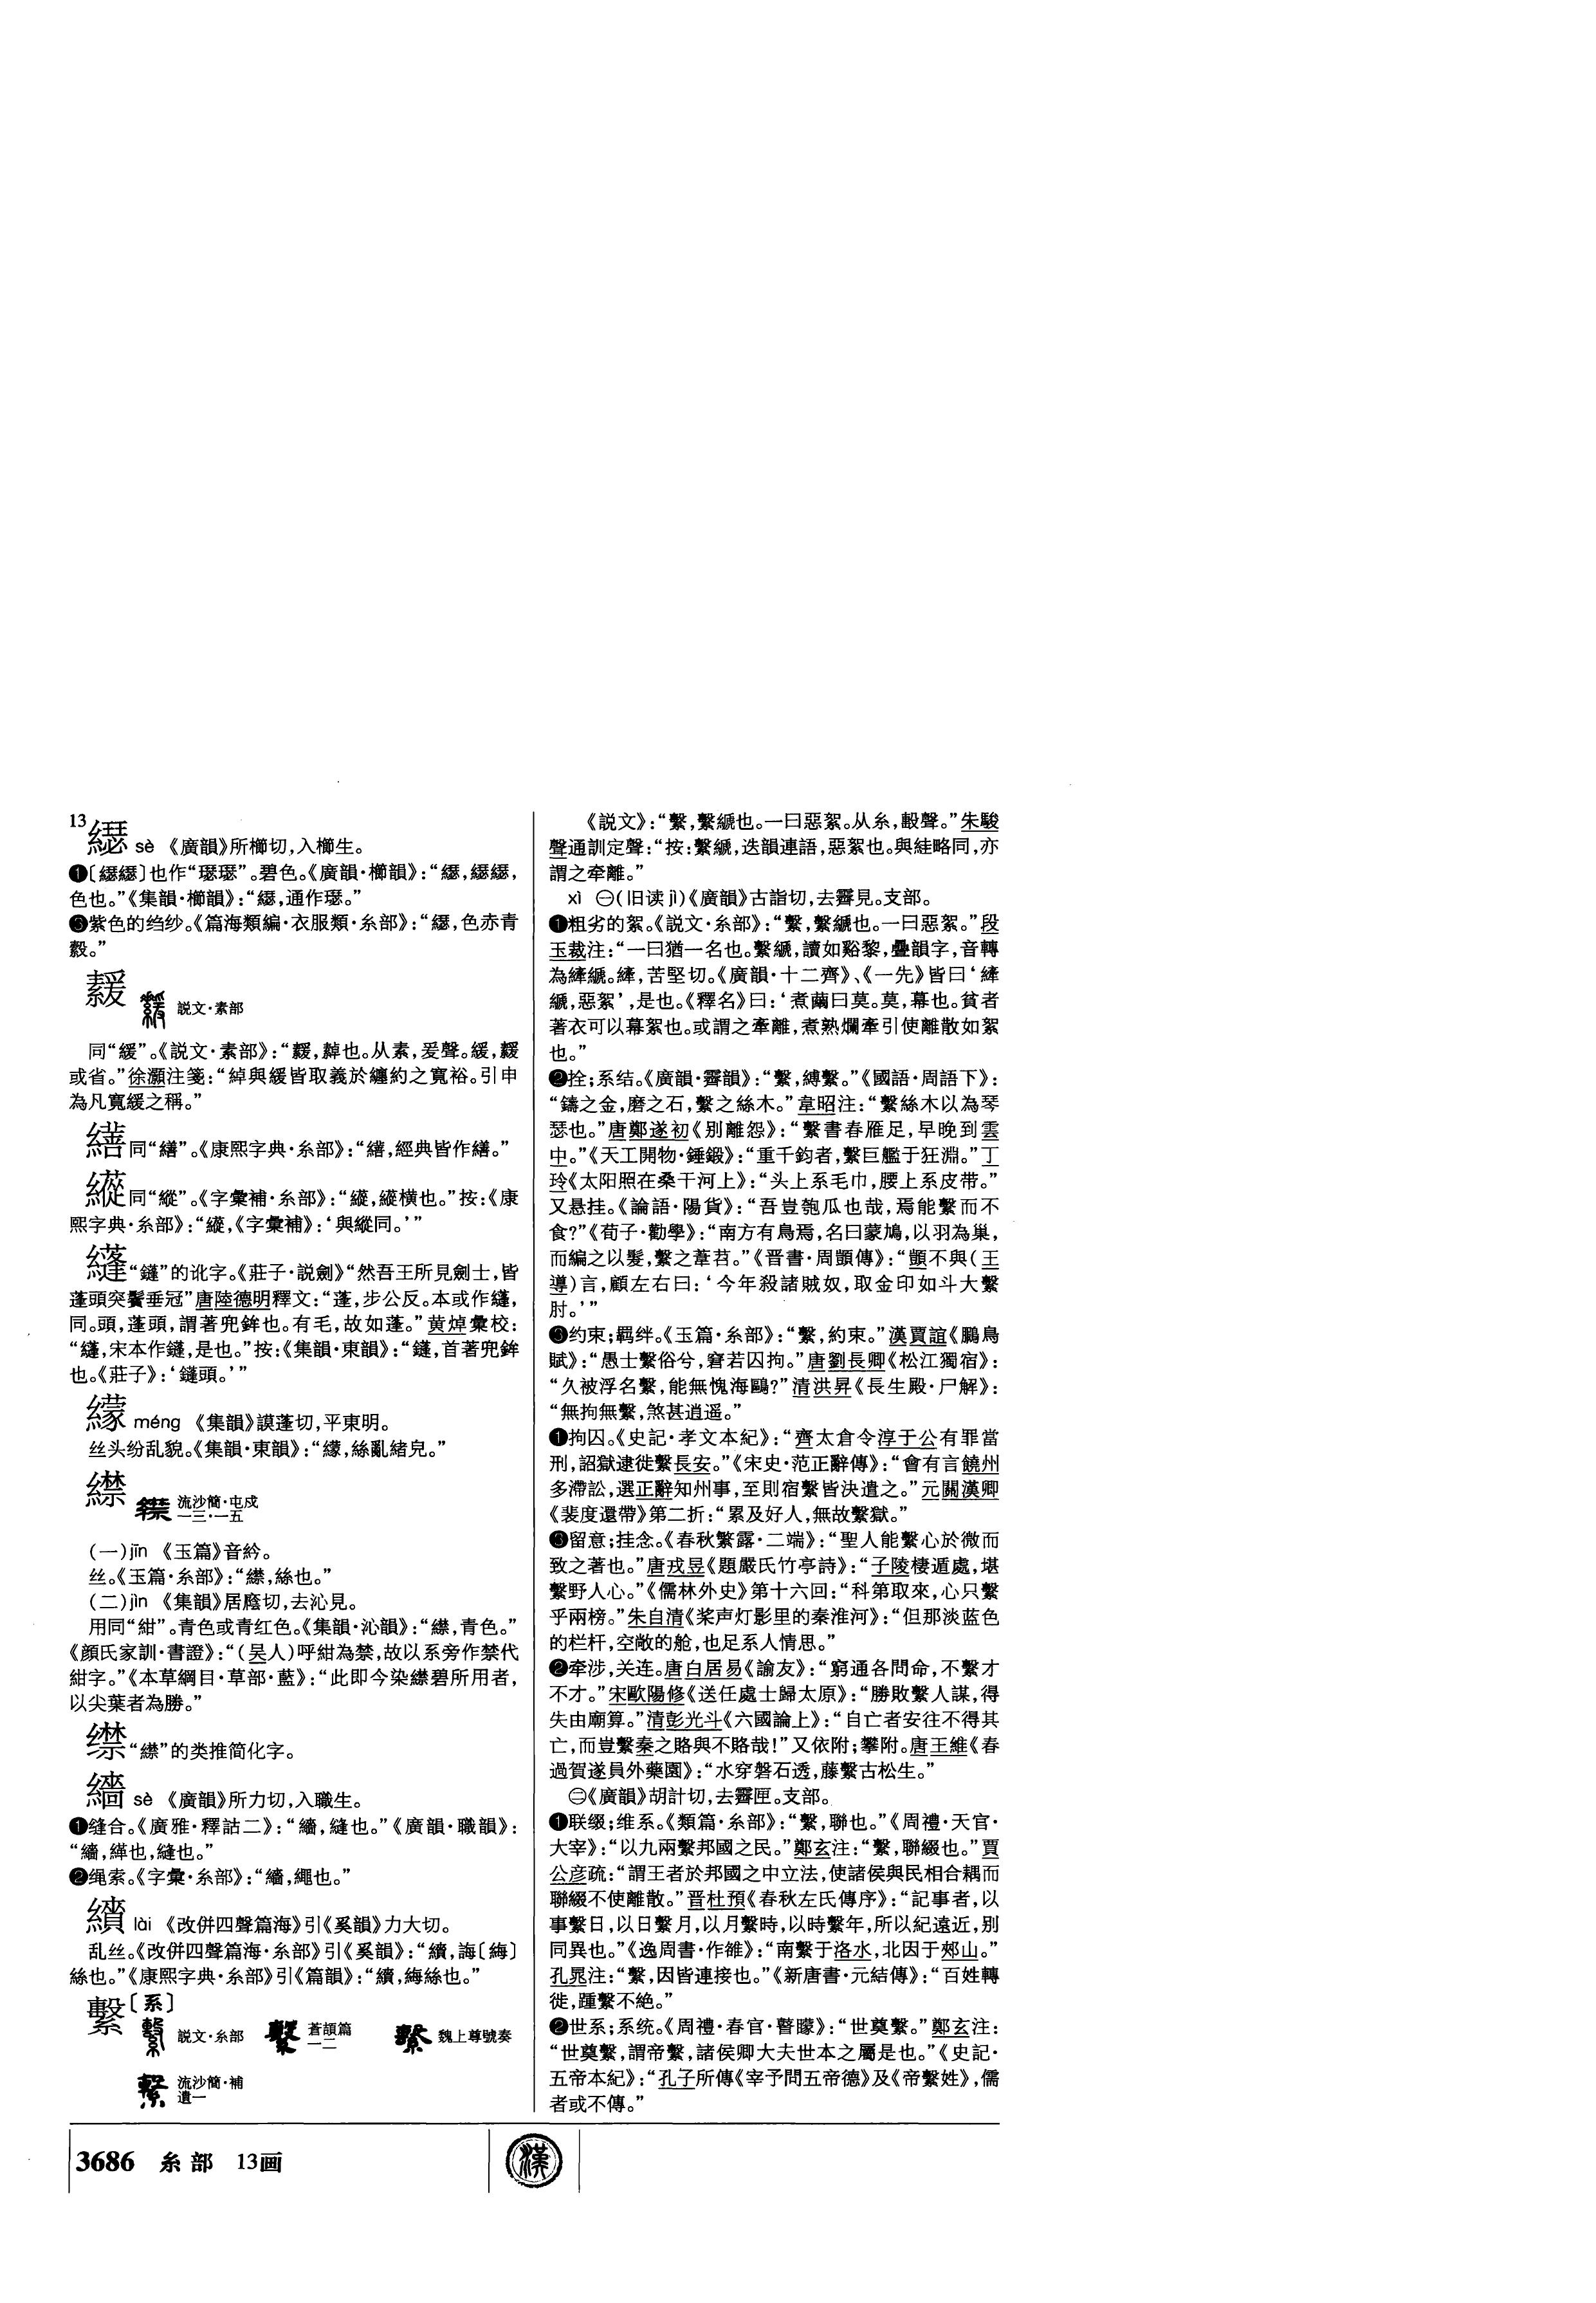 13
繆 sè 《廣韻》所櫛切,入櫛生。
❶〔〕也作“瑟瑟”。碧色。《廣韻·櫛韻》:“
色也。”《集韻·櫛韻》:“通作瑟。”
❸紫色的绉纱。《篇海類編·衣服類·糸部》:“色赤青
縠。”
䋿 説文·素部
同“緩”。《説文·素部》:“也。从素,爰聲。緩,
或省。”徐灝注箋:“綽與緩皆取義於纏約之寬裕。引申
為凡寬緩之稱。”
同“繕”。《康熙字典·糸部》:“經典皆作繕。”
同“縱”。《字彙補·糸部》:“縱横也。”按:《康
熙字典·糸部》:“《字彙補》:‘與縱同。’”
“䥋”的讹字。《莊子·説劍》“然吾王所見劍士,皆
蓬頭突鬢垂冠”唐陸德明釋文:“蓬,步公反。本或作
同。頭,蓬頭,謂著兜鉾也。有毛,故如蓬。”黄焯彙校:
“宋本作是也。”按:《集韻·東韻》:“首著兜鉾
也。《莊子》:‘頭。’”
䑃 méng 《集韻》謨蓬切,平東明。
丝头纷乱貌。《集韻·東韻》:“絲亂緒皃。”
襟 流沙簡·屯戍
一三·一五
(一)jīn 《玉篇》音紟。
丝。《玉篇·糸部》:“絲也。”
(二)jìn 《集韻》居廕切,去沁見。
用同“紺”。青色或青红色。《集韻·沁韻》:“青色。”
《顔氏家訓·書證》:“(吴人)呼紺為禁,故以糸旁作禁代
紺字。”《本草綱目·草部·藍》:“此即今染碧所用者,
以尖葉者為勝。”
“”的类推简化字。
繬 sè 《廣韻》所力切,入職生。
❶缝合。《廣雅·釋詁二》:“繬,縫也。”《廣韻·職韻》:
“繬,緷也,縫也。”
❷绳索。《字彙·糸部》:“繬,繩也。”
lài 《改併四聲篇海》引《奚韻》力大切。
乱丝。《改併四聲篇海·糸部》引《奚韻》:“誨〔䋦〕
絲也。”《康熙字典·糸部》引《篇韻》:“䋦絲也。”
繫〔系〕
説文·糸部 蒼頡篇 魏上尊號奏
一二
流沙簡·補
遺一
《説文》:“繫,繫𦃇也。一曰惡絮。从糸,毄聲。”朱駿
聲通訓定聲:“按:繫𦃇,迭韻連語,惡絮也。與絓略同,亦
謂之牵離。”
xì ㊀(旧读jì)《廣韻》古詣切,去霽見。支部。
❶粗劣的絮。《説文·糸部》:“繫,繫𦃇也。一曰惡絮。”段
玉裁注:“一曰猶一名也。繫𦃇,讀如谿黎,疊韻字,音轉
為縴𦃇。縴,苦堅切。《廣韻·十二齊》、《一先》皆曰‘縴
𦃇,惡絮’,是也。《釋名》曰:‘煮繭曰莫。莫,幕也。貧者
著衣可以幕絮也。或謂之牽離,煮熟爛牽引使離散如絮
也。”
❷拴;系结。《廣韻·霽韻》:“繫,縛繫。”《國語·周語下》:
“鑄之金,磨之石,繫之絲木。”韋昭注:“繫絲木以為琴
瑟也。”唐鄭遂初《别離怨》:“繫書春雁足,早晚到雲
中。”《天工開物·錘鍛》:“重千鈞者,繫巨艦于狂淵。”丁
玲《太阳照在桑干河上》:“头上系毛巾,腰上系皮带。”
又悬挂。《論語·陽貨》:“吾豈匏瓜也哉,焉能繫而不
食?”《荀子·勸學》:“南方有鳥焉,名曰蒙鳩,以羽為巢,
而編之以髮,繫之葦苕。”《晋書·周顗傳》:“顗不與(王
導)言,顧左右曰:‘今年殺諸賊奴,取金印如斗大繫
肘。’”
❸约束;羁绊。《玉篇·糸部》:“繫,約束。”漢賈誼《鵩鳥
賦》:“愚士繫俗兮,窘若囚拘。”唐劉長卿《松江獨宿》:
“久被浮名繫,能無愧海鷗?”清洪昇《長生殿·尸解》:
“無拘無繫,煞甚逍遥。”
❶拘囚。《史記·孝文本紀》:“齊太倉令淳于公有罪當
刑,詔獄逮徙繫長安。”《宋史·范正辭傳》:“會有言饒州
多滯訟,選正辭知州事,至則宿繫皆決遣之。”元關漢卿
《裴度還帶》第二折:“累及好人,無故繫獄。”
❸留意;挂念。《春秋繁露·二端》:“聖人能繫心於微而
致之著也。”唐戎昱《題嚴氏竹亭詩》:“子陵棲遁處,堪
繫野人心。”《儒林外史》第十六回:“科第取來,心只繫
乎兩榜。”朱自清《桨声灯影里的秦淮河》:“但那淡蓝色
的栏杆,空敞的舱,也足系人情思。”
❷牵涉,关连。唐白居易《諭友》:“窮通各問命,不繫才
不才。”宋歐陽修《送任處士歸太原》:“勝敗繫人謀,得
失由廟算。”清彭光斗《六國論上》:“自亡者安往不得其
亡,而豈繫秦之賂與不賂哉!”又依附;攀附。唐王維《春
過賀遂員外藥園》:“水穿磐石透,藤繫古松生。”
㊁《廣韻》胡計切,去霽匣。支部。
❶联缀;维系。《類篇·糸部》:“繫,聯也。”《周禮·天官·
大宰》:“以九兩繫邦國之民。”鄭玄注:“繫,聯綴也。”賈
公彦疏:“謂王者於邦國之中立法,使諸侯與民相合耦而
聯綴不使離散。”晋杜預《春秋左氏傳序》:“記事者,以
事繫日,以日繫月,以月繫時,以時繫年,所以紀遠近,别
同異也。”《逸周書·作雒》:“南繫于洛水,北因于郟山。”
孔晁注:“繫,因皆連接也。”《新唐書·元結傳》:“百姓轉
徙,踵繫不絶。”
❷世系;系统。《周禮·春官·瞽矇》:“世奠繫。”鄭玄注:
“世奠繫,謂帝繫,諸侯卿大夫世本之屬是也。”《史記·
五帝本紀》:“孔子所傳《宰予問五帝德》及《帝繫姓》,儒
者或不傳。”
3686 糸部 13画
漢